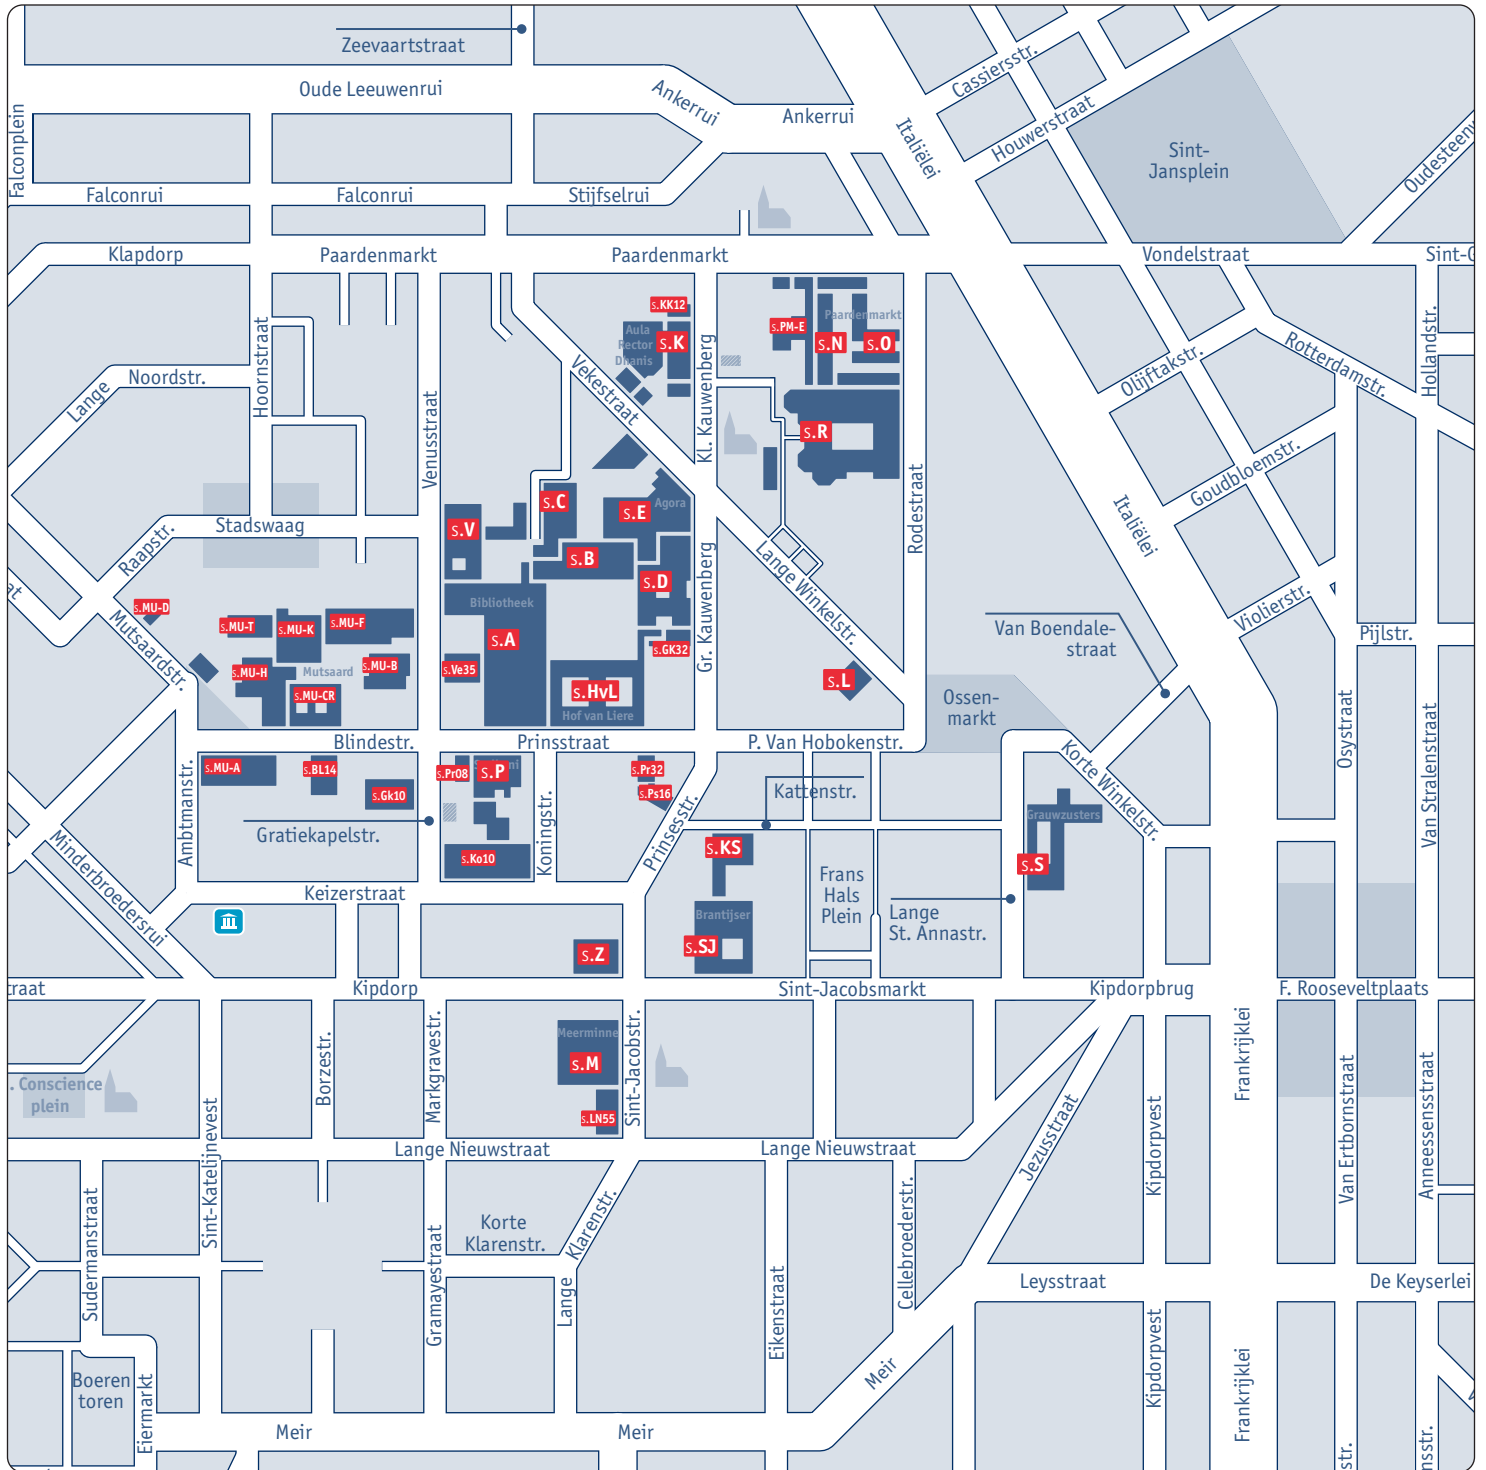 Zeevaartstraat
Oude Leeuwenrui
Ankerrui
Ankerrui
Cassiersstr.
Houwerstraat
Italiëlei
Sint-
Jansplein
Falconplein
Falconrui
Falconrui
Stijfselrui
Klapdorp
Paardenmarkt
Paardenmarkt
Vondelstraat
Hoornstraat
Noordstr.
Lange
Venusstraat
s.KK12
Aula
Rector
Dhanis
s.K
Kl. Kauwenberg
Vekestraat
s.PM-E
Paardenmarkt
s.N
s.O
s.R
Rodestraat
Olijftakstr.
Rotterdamstr.
Hollandstr.
Goudbloemstr.
Italiëlei
Stadswaag
Raapstr.
s.V
s.C
s.E
Agora
s.B
s.D
Bibliotheek
s.A
Gr. Kauwenberg
Lange Winkelstr.
s.MU-D
Mutsaardstr.
s.MU-T
s.MU-K
s.MU-F
s.MU-H
Mutsaard
s.MU-B
s.MU-CR
s.Ve35
s.GK32
s.HvL
Hof van Liere
s.L
Van Boendale-
straat
Violierstr.
Pijlstr.
Ossen-
markt
Osystraat
Van Stralenstraat
Blindestr.
Prinsstraat
P. Van Hobokenstr.
Korte Winkelstr.
Ambtmanstr.
s.MU-A
s.BL14
s.Gk10
Gratiekapelstr.
s.Pr08
s.P
s.Ko10
Koningstr.
s.Pr32
s.Ps16
Prinsesstr.
Kattenstr.
s.KS
Brantijser
s.SJ
Frans
Hals
Plein
Lange
St. Annastr.
Grauwzusters
s.S
Minderbroedersrui
Keizerstraat
s.Z
Kipdorp
Sint-Jacobsmarkt
Kipdorpbrug
F. Rooseveltplaats
. Conscience
plein
Sint-Katelijnevest
Borzestr.
Markgravestr.
Meerminne
s.M
s.LN55
Sint-Jacobstr.
Frankrijklei
Van Ertbornstraat
Anneessensstraat
Kipdorpvest
Jezusstraat
Lange Nieuwstraat
Lange Nieuwstraat
Sudermanstraat
Gramayestraat
Korte
Klarenstr.
Lange
Klarenstr.
Eikenstraat
Cellebroederstr.
Leysstraat
De Keyserlei
Boeren
toren
Eiermarkt
Meir
Meir
Meir
Kipdorpvest
Frankrijklei